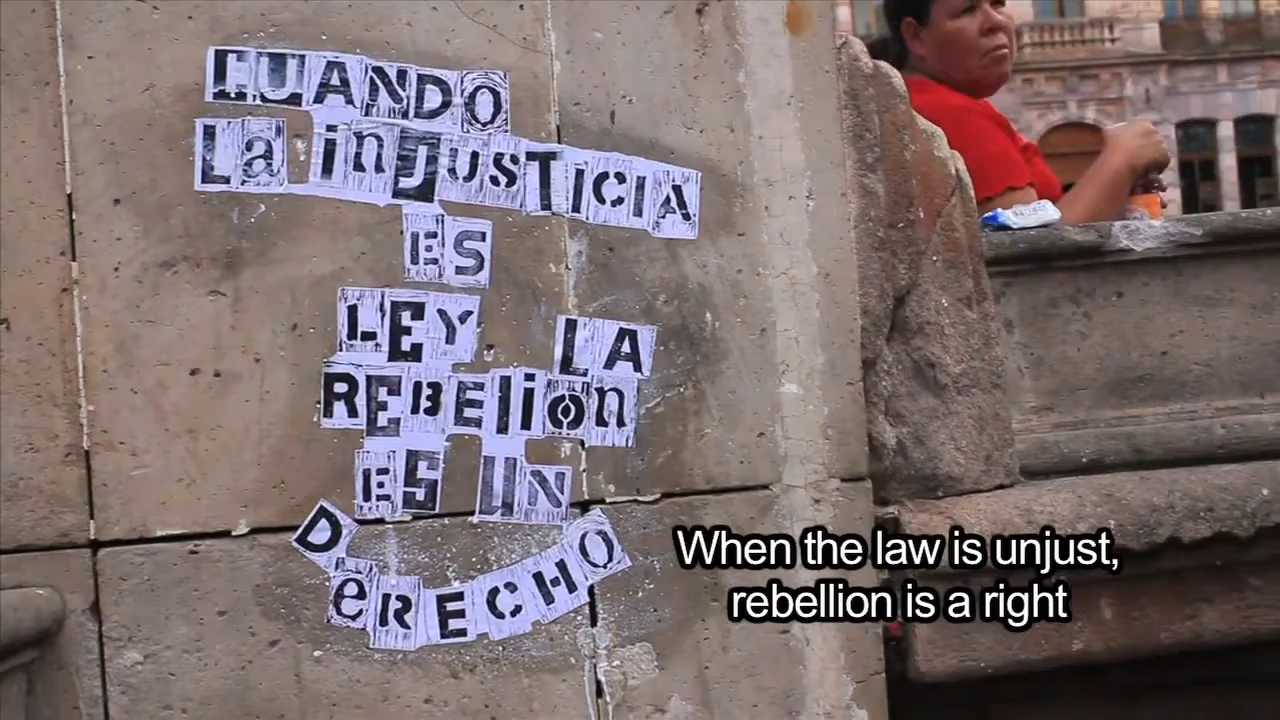 CUANDO
La inJusTICIA
ES
LEY LA
REBELiOn
ES UN
DeRECHO
When the law is unjust,
rebellion is a right